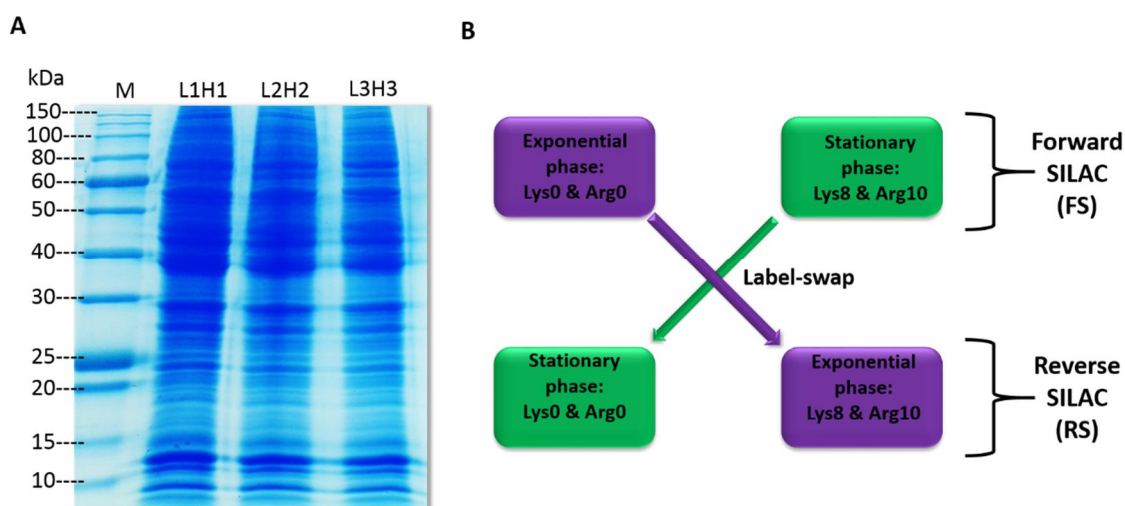 A
kDa
M L1H1 L2H2 L3H3
150-----
100----
80----
60----
50----
40----
30----
25----
20----
15----
10----
B
Exponential
phase:
Lys0 & Arg0
Stationary
phase:
Lys8 & Arg10
Forward
SILAC
(FS)
Label-swap
Stationary
phase:
Lys0 & Arg0
Exponential
phase:
Lys8 & Arg10
Reverse
SILAC
(RS)